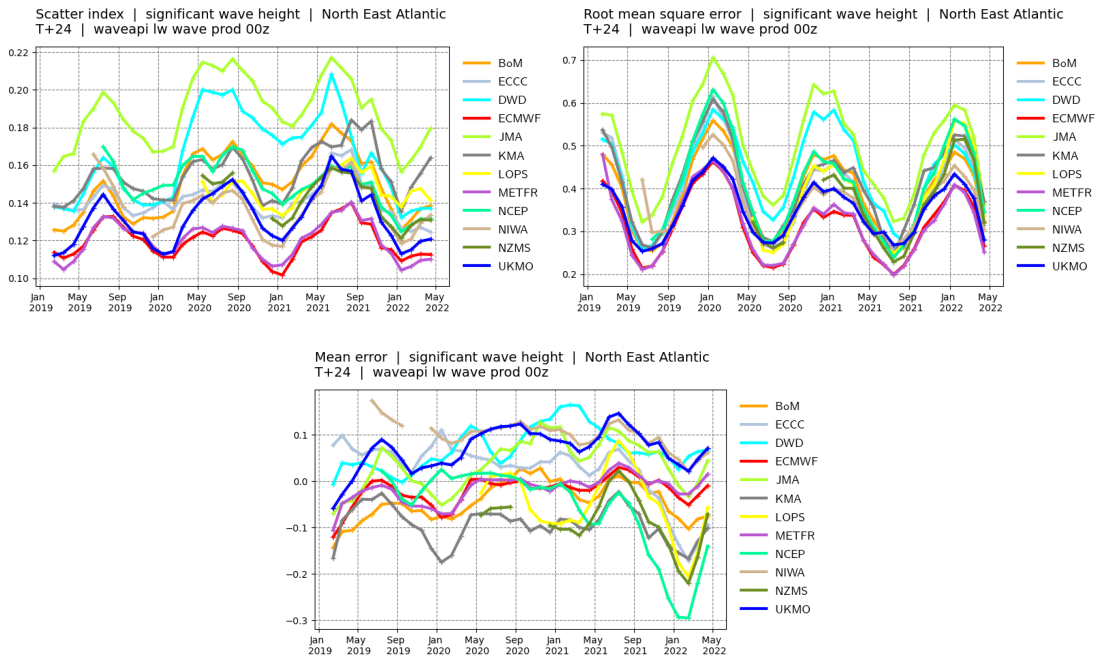 Scatter index | significant wave height | North East Atlantic
T+24 | waveapi lw wave prod 00z
0.22
0.20
0.18
0.16
0.14
0.12
0.10
Jan May Sep Jan May Sep Jan May Sep Jan May
2019 2019 2019 2020 2020 2020 2021 2021 2021 2022 2022
BoM
ECCC
DWD
ECMWF
JMA
KMA
LOPS
METFR
NCEP
NIWA
NZMS
UKMO
Root mean square error | significant wave height | North East Atlantic
T+24 | waveapi lw wave prod 00z
0.7
0.6
0.5
0.4
0.3
0.2
Jan May Sep Jan May Sep Jan May Sep Jan May
2019 2019 2019 2020 2020 2020 2021 2021 2021 2022 2022
BoM
ECCC
DWD
ECMWF
JMA
KMA
LOPS
METFR
NCEP
NIWA
NZMS
UKMO
Mean error | significant wave height | North East Atlantic
T+24 | waveapi lw wave prod 00z
0.1
0.0
−0.1
−0.2
−0.3
Jan May Sep Jan May Sep Jan May Sep Jan May
2019 2019 2019 2020 2020 2020 2021 2021 2021 2022 2022
BoM
ECCC
DWD
ECMWF
JMA
KMA
LOPS
METFR
NCEP
NIWA
NZMS
UKMO